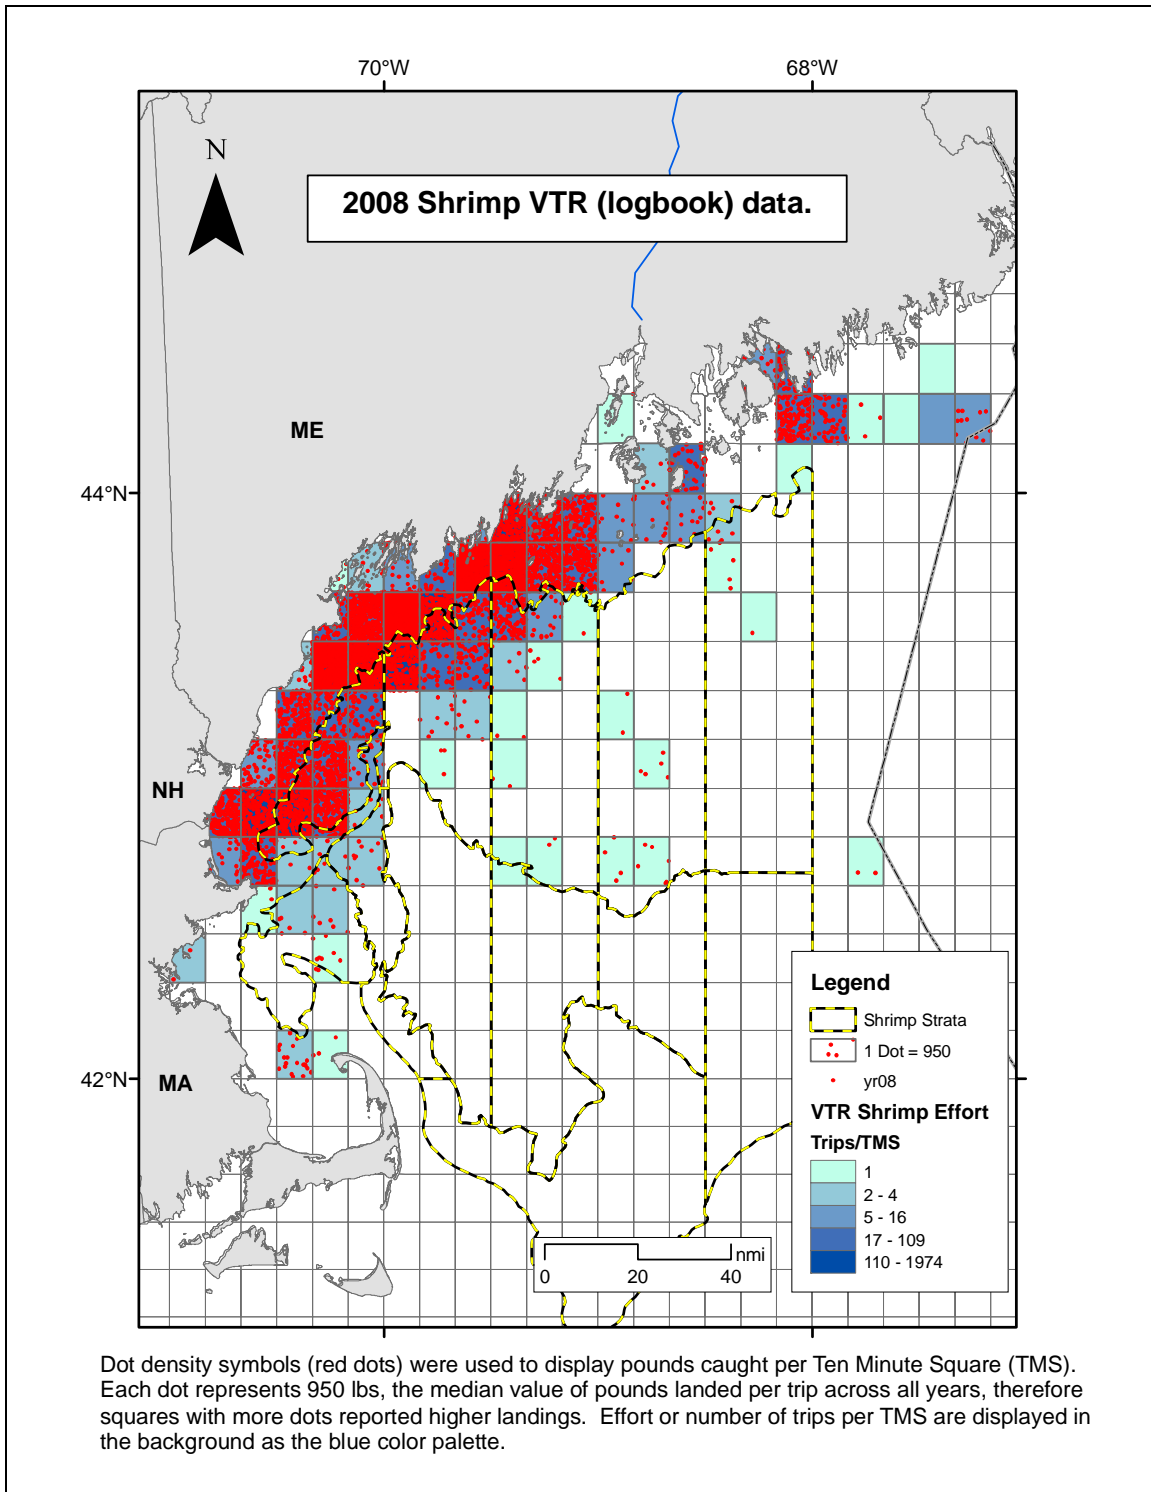 70°W
68°W
N
2008 Shrimp VTR (logbook) data.
ME
44°N
NH
MA
42°N
Legend
Shrimp Strata
1 Dot = 950
yr08
VTR Shrimp Effort
Trips/TMS
1
2 - 4
5 - 16
17 - 109
110 - 1974
nmi
0 20 40
Dot density symbols (red dots) were used to display pounds caught per Ten Minute Square (TMS).
Each dot represents 950 lbs, the median value of pounds landed per trip across all years, therefore
squares with more dots reported higher landings.  Effort or number of trips per TMS are displayed in
the background as the blue color palette.